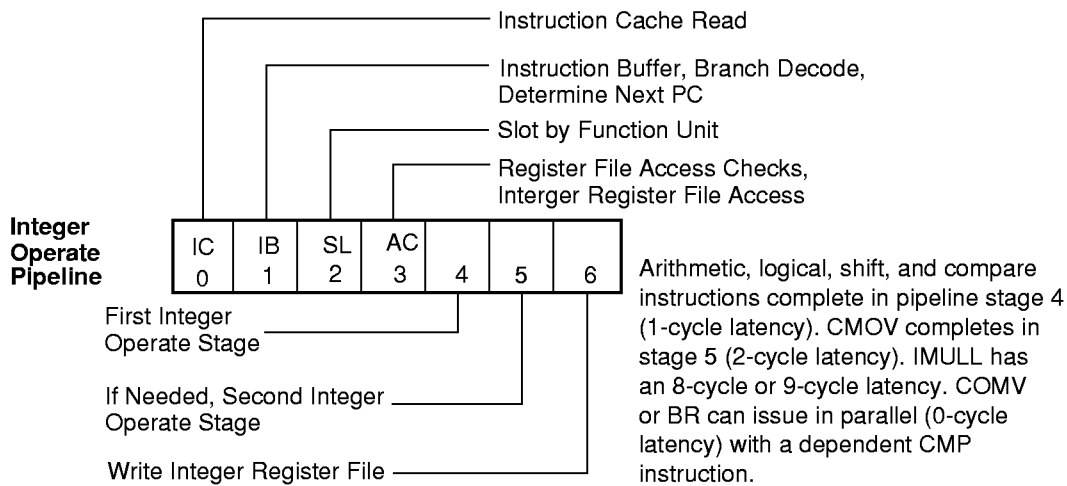 Instruction Cache Read
Instruction Buffer, Branch Decode,
Determine Next PC
Slot by Function Unit
Register File Access Checks,
Interger Register File Access
Integer
Operate
Pipeline
IC IB SL AC
0 1 2 3 4 5 6
First Integer
Operate Stage
If Needed, Second Integer
Operate Stage
Write Integer Register File
Arithmetic, logical, shift, and compare
instructions complete in pipeline stage 4
(1-cycle latency). CMOV completes in
stage 5 (2-cycle latency). IMULL has
an 8-cycle or 9-cycle latency. COMV
or BR can issue in parallel (0-cycle
latency) with a dependent CMP
instruction.